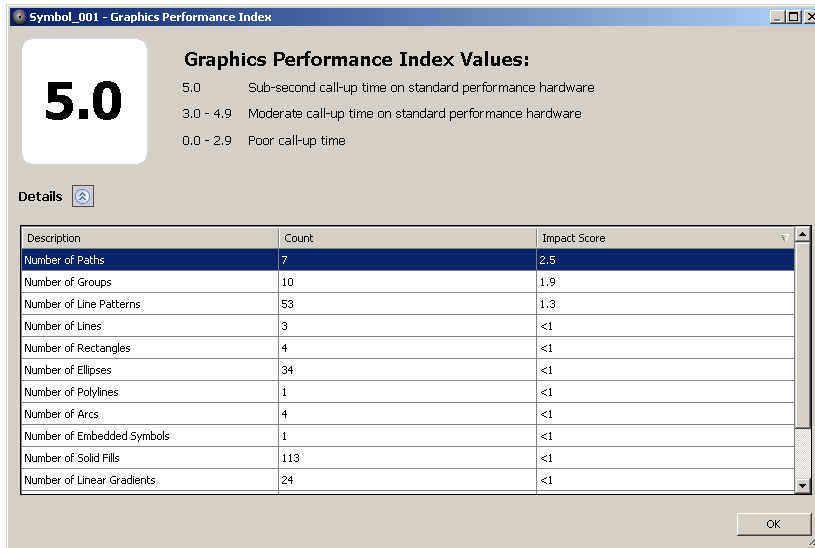 Symbol_001 - Graphics Performance Index
5.0
Graphics Performance Index Values:
5.0 Sub-second call-up time on standard performance hardware
3.0 - 4.9 Moderate call-up time on standard performance hardware
0.0 - 2.9 Poor call-up time
Details
Description Count Impact Score
Number of Paths 7 2.5
Number of Groups 10 1.9
Number of Line Patterns 53 1.3
Number of Lines 3 <1
Number of Rectangles 4 <1
Number of Ellipses 34 <1
Number of Polylines 1 <1
Number of Arcs 4 <1
Number of Embedded Symbols 1 <1
Number of Solid Fills 113 <1
Number of Linear Gradients 24 <1
OK